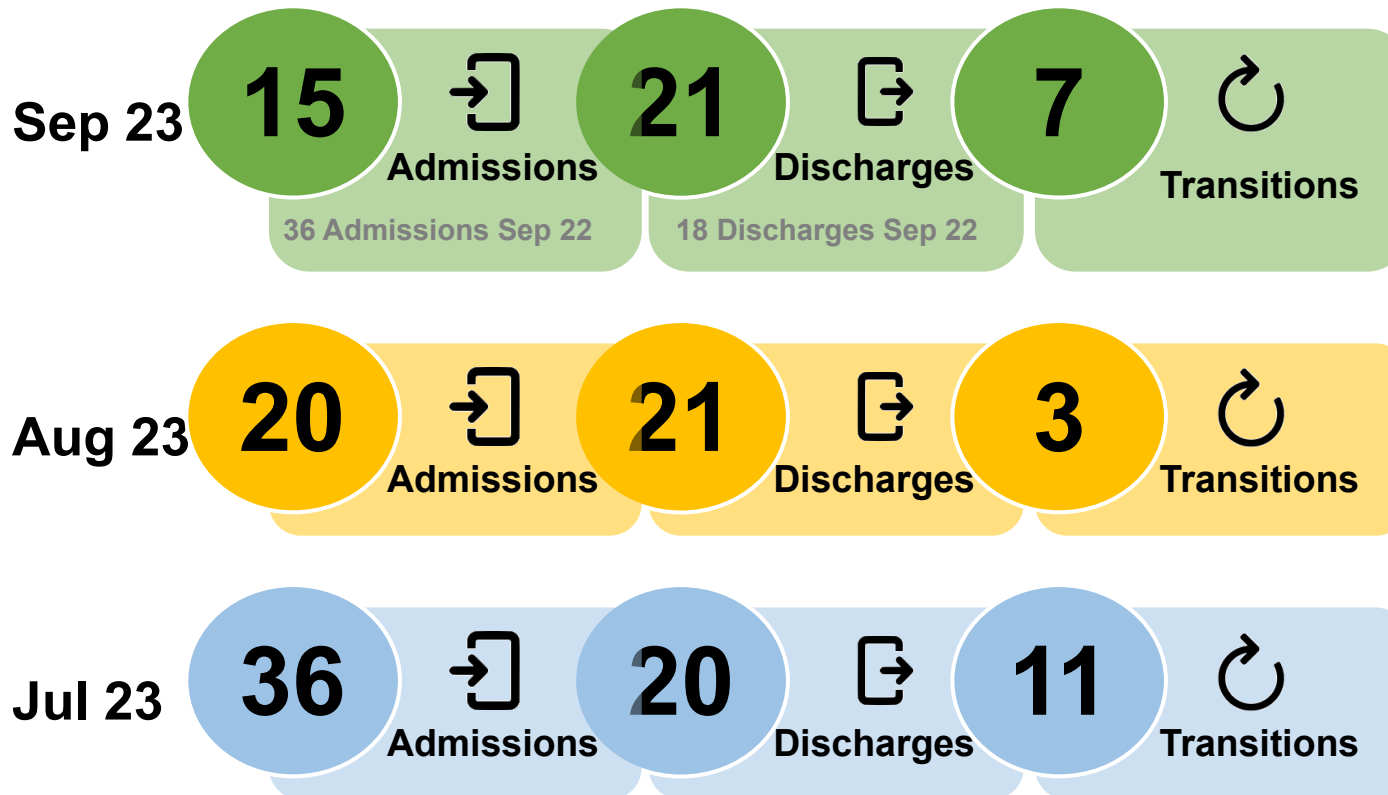 Sep 23
15
Admissions
36 Admissions Sep 22
21
Discharges
18 Discharges Sep 22
7
Transitions
Aug 23
20
Admissions
21
Discharges
3
Transitions
Jul 23
36
Admissions
20
Discharges
11
Transitions